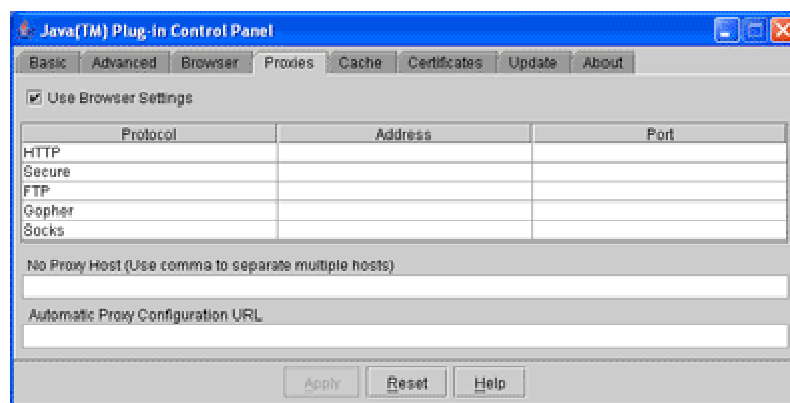 Java(TM) Plug-in Control Panel
Basic Advanced Browser Proxies Cache Certificates Update About
Use Browser Settings
Protocol Address Port
HTTP
Secure
FTP
Gopher
Socks
No Proxy Host (Use comma to separate multiple hosts)
Automatic Proxy Configuration URL
Apply Reset Help